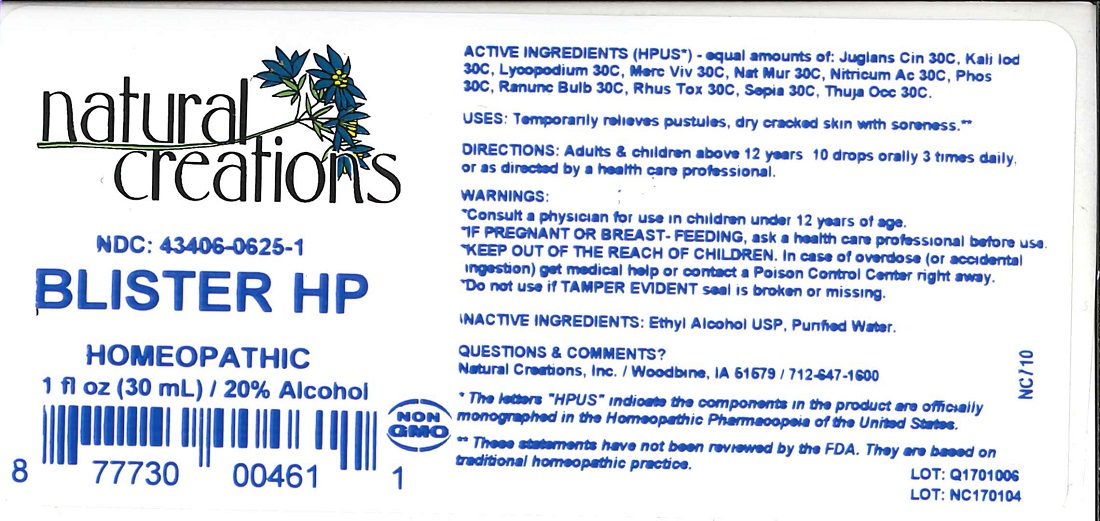 natural
creations
NDC: 43406-0625-1
BLISTER HP
HOMEOPATHIC
1 fl oz (30 mL) / 20% Alcohol
NON
GMO
8 77730 00461 1
ACTIVE INGREDIENTS (HPUS*) - equal amounts of: Juglans Cin 30C, Kali Iod
30C, Lycopodium 30C, Merc Viv 30C, Nat Mur 30C, Nitricum Ac 30C, Phos
30C, Ranunc Bulb 30C, Rhus Tox 30C, Sepia 30C, Thuja Occ 30C.
USES: Temporarily relieves pustules, dry cracked skin with soreness.**
DIRECTIONS: Adults & children above 12 years 10 drops orally 3 times daily,
or as directed by a health care professional.
WARNINGS:
*Consult a physician for use in children under 12 years of age.
*IF PREGNANT OR BREAST- FEEDING, ask a health care professional before use.
*KEEP OUT OF THE REACH OF CHILDREN. In case of overdose (or accidental
ingestion) get medical help or contact a Poison Control Center right away.
*Do not use if TAMPER EVIDENT seal is broken or missing.
INACTIVE INGREDIENTS: Ethyl Alcohol USP, Purified Water.
QUESTIONS & COMMENTS?
Natural Creations, Inc. / Woodbine, IA 51579 / 712-647-1600
* The letters "HPUS" indicate the components in the product are officially
monographed in the Homeopathic Pharmacopeia of the United States.
** These statements have not been reviewed by the FDA. They are based on
traditional homeopathic practice.
NC710
LOT: Q1701006
LOT: NC170104